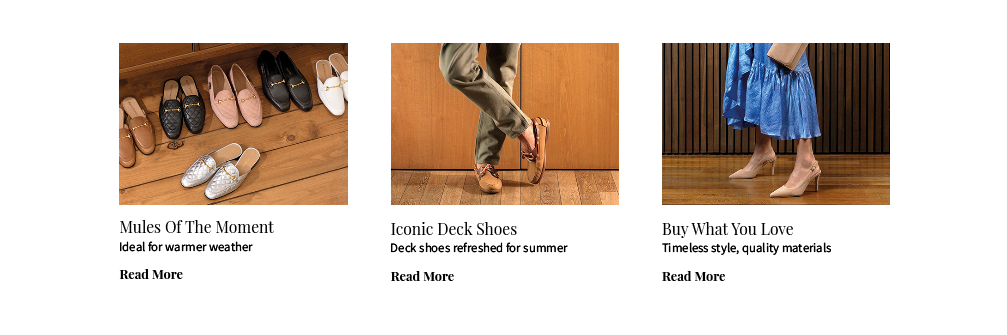 Mules Of The Moment
Ideal for warmer weather
Read More
Iconic Deck Shoes
Deck shoes refreshed for summer
Read More
Buy What You Love
Timeless style, quality materials
Read More